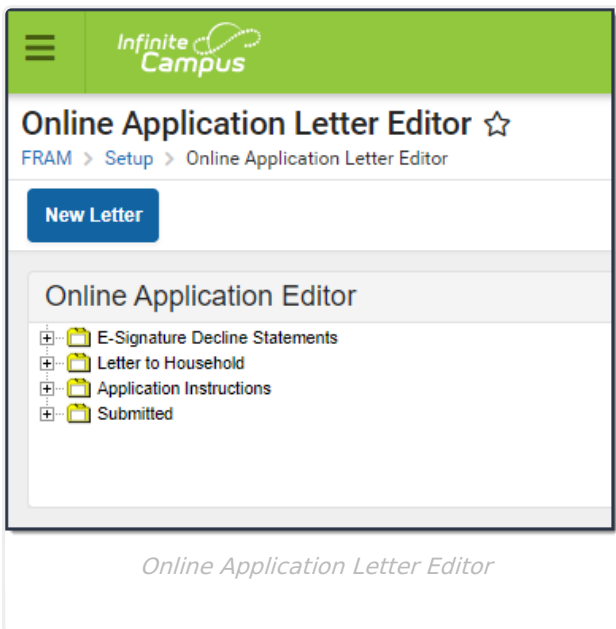 Infinite
Campus
Online Application Letter Editor
FRAM > Setup > Online Application Letter Editor
New Letter
Online Application Editor
E-Signature Decline Statements
Letter to Household
Application Instructions
Submitted
Online Application Letter Editor